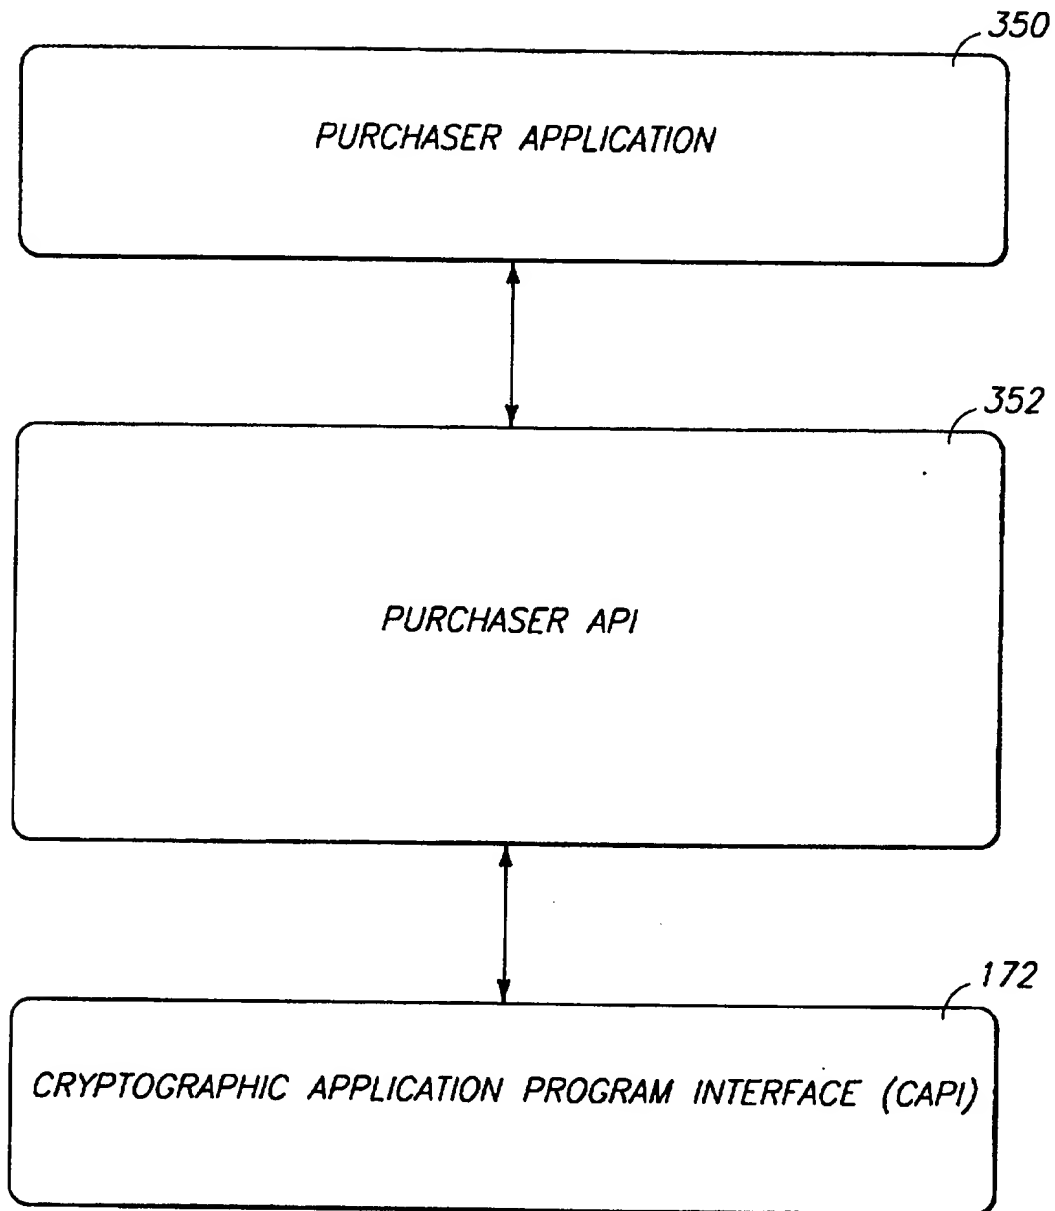 350
PURCHASER APPLICATION
352
PURCHASER API
172
CRYPTOGRAPHIC APPLICATION PROGRAM INTERFACE (CAPI)